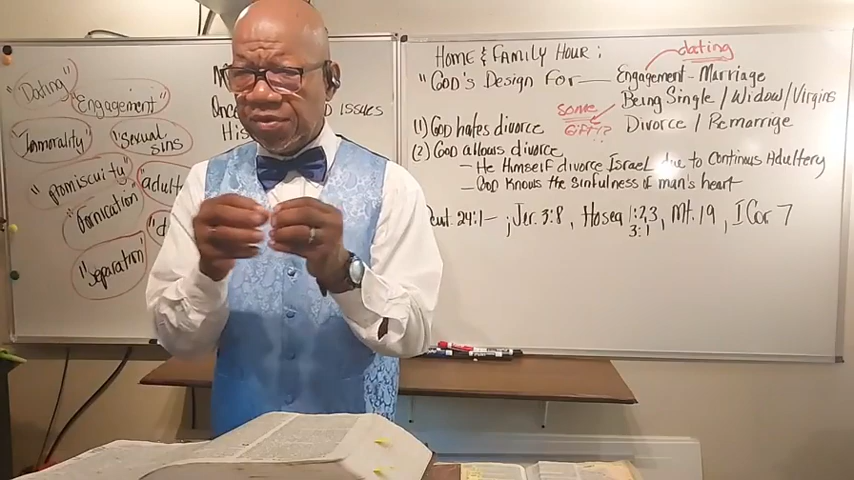 "Dating"
"Engagement"
"Immorality"
"Sexual sins"
"promiscuity"
"adult
"Fornication
"Separation"
Issues
HOME & FAMILY HOUR:
dating
"GOD'S DESIGN FOR — Engagement - Marriage
Being Single / Widow / Virgins
Some
Gift!?
Divorce / Remarriage
(1) God hates divorce
(2) God allows divorce
- He Himself divorce Israel due to Continuous Adultery
- God Knows the sinfulness of man's heart
24:1- ; Jer. 3:8, Hosea 1:2,3 3:1, Mt. 19, I Cor 7